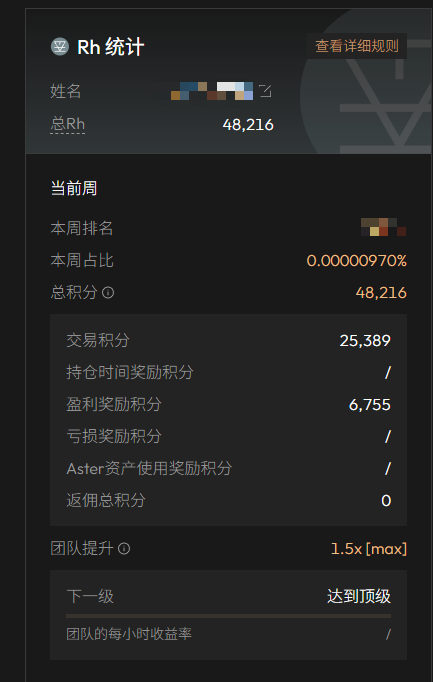 Rh 统计
查看详细规则
姓名
总Rh 48,216
当前周
本周排名
本周占比 0.00000970%
总积分 48,216
交易积分 25,389
持仓时间奖励积分 /
盈利奖励积分 6,755
亏损奖励积分 /
Aster资产使用奖励积分 /
返佣总积分 0
团队提升 1.5x [max]
下一级 达到顶级
团队的每小时收益率 /